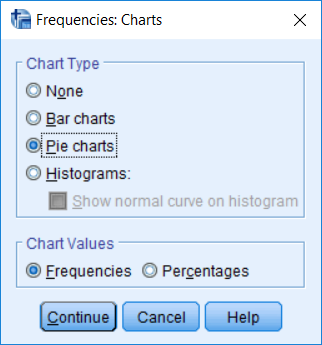 Frequencies: Charts
Chart Type
None
Bar charts
Pie charts
Histograms:
Show normal curve on histogram
Chart Values
Frequencies Percentages
Continue Cancel Help